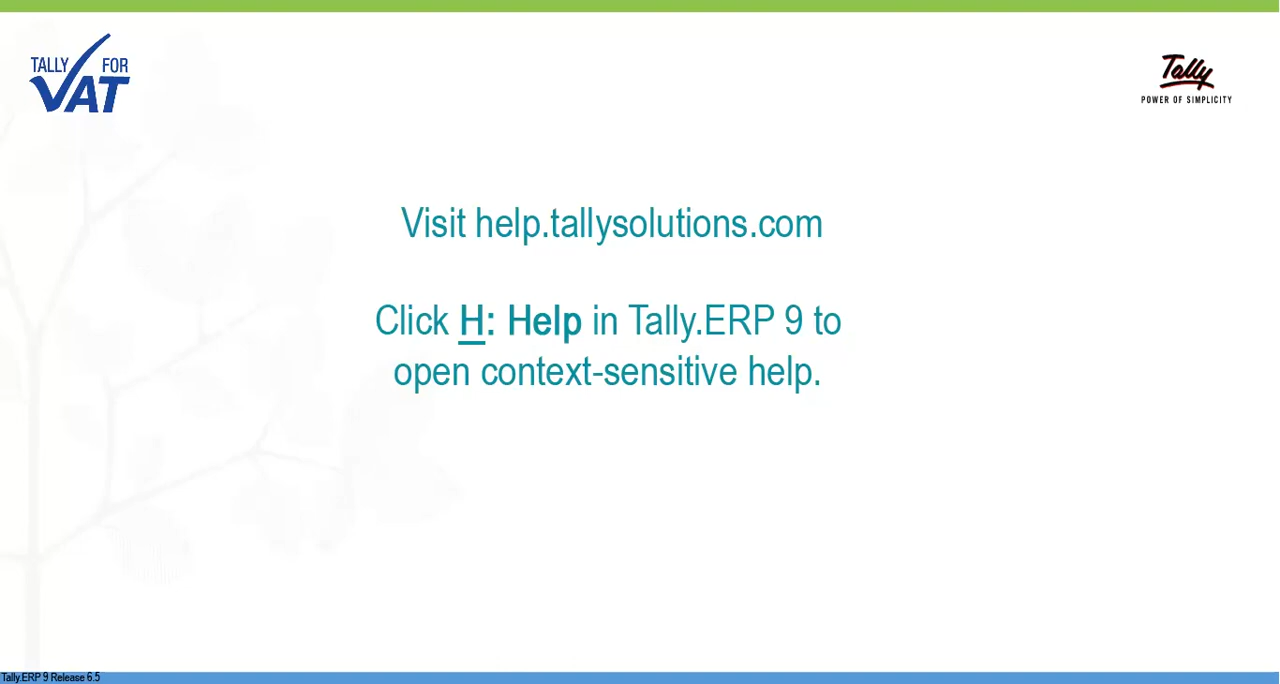 TALLY FOR
VAT
Tally
POWER OF SIMPLICITY
Visit help.tallysolutions.com
Click H: Help in Tally.ERP 9 to
open context-sensitive help.
Tally.ERP 9 Release 6.5